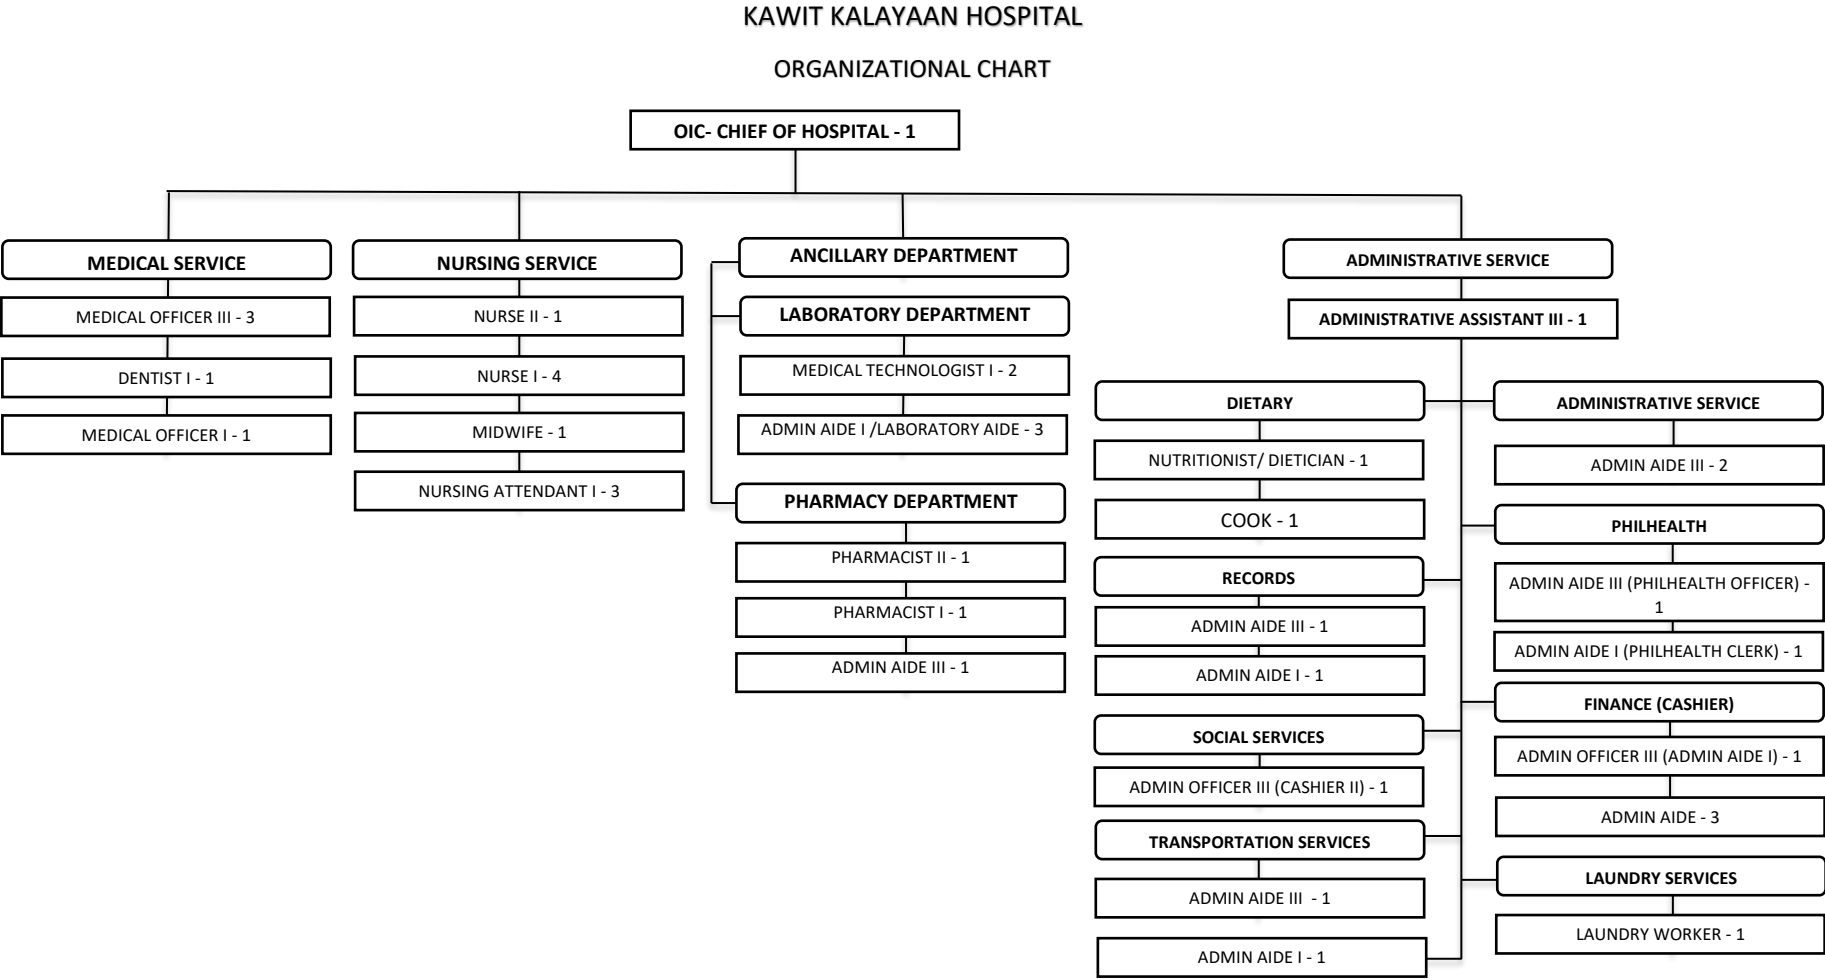 KAWIT KALAYAAN HOSPITAL
ORGANIZATIONAL CHART
OIC- CHIEF OF HOSPITAL - 1
MEDICAL SERVICE
MEDICAL OFFICER III - 3
DENTIST I - 1
MEDICAL OFFICER I - 1
NURSING SERVICE
NURSE II - 1
NURSE I - 4
MIDWIFE - 1
NURSING ATTENDANT I - 3
ANCILLARY DEPARTMENT
LABORATORY DEPARTMENT
MEDICAL TECHNOLOGIST I - 2
ADMIN AIDE I /LABORATORY AIDE - 3
PHARMACY DEPARTMENT
PHARMACIST II - 1
PHARMACIST I - 1
ADMIN AIDE III - 1
ADMINISTRATIVE SERVICE
ADMINISTRATIVE ASSISTANT III - 1
DIETARY
NUTRITIONIST/ DIETICIAN - 1
COOK - 1
RECORDS
ADMIN AIDE III - 1
ADMIN AIDE I - 1
SOCIAL SERVICES
ADMIN OFFICER III (CASHIER II) - 1
TRANSPORTATION SERVICES
ADMIN AIDE III  - 1
ADMIN AIDE I - 1
ADMINISTRATIVE SERVICE
ADMIN AIDE III - 2
PHILHEALTH
ADMIN AIDE III (PHILHEALTH OFFICER) -
1
ADMIN AIDE I (PHILHEALTH CLERK) - 1
FINANCE (CASHIER)
ADMIN OFFICER III (ADMIN AIDE I) - 1
ADMIN AIDE - 3
LAUNDRY SERVICES
LAUNDRY WORKER - 1